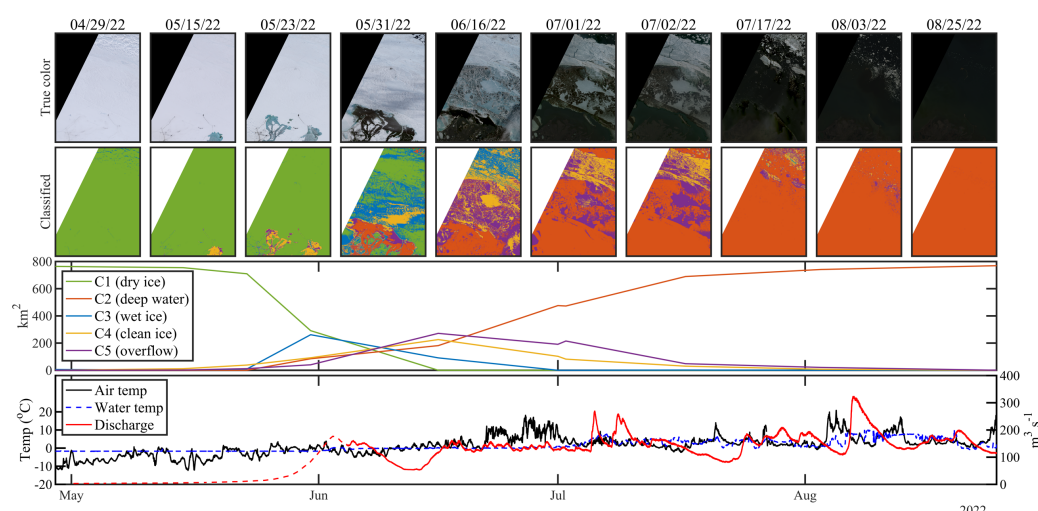 04/29/22 05/15/22 05/23/22 05/31/22 06/16/22 07/01/22 07/02/22 07/17/22 08/03/22 08/25/22
True color
Classified
800
600
400
200
0
km2
C1 (dry ice)
C2 (deep water)
C3 (wet ice)
C4 (clean ice)
C5 (overflow)
Air temp
Water temp
Discharge
20
10
0
-10
-20
Temp (oC)
400
300
200
100
0
m3 s-1
May Jun Jul Aug
2022